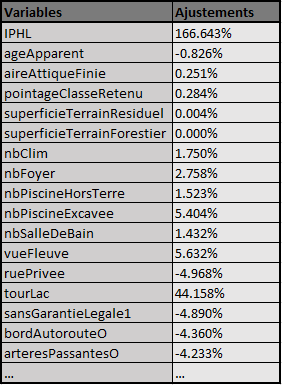 Variables Ajustements
IPHL 166.643%
ageApparent -0.826%
aireAttiqueFinie 0.251%
pointageClasseRetenu 0.284%
superficieTerrainResiduel 0.004%
superficieTerrainForestier 0.000%
nbClim 1.750%
nbFoyer 2.758%
nbPiscineHorsTerre 1.523%
nbPiscineExcavee 5.404%
nbSalleDeBain 1.432%
vueFleuve 5.632%
ruePrivee -4.968%
tourLac 44.158%
sansGarantieLegale1 -4.890%
bordAutorouteO -4.360%
arteresPassantesO -4.233%
... ...